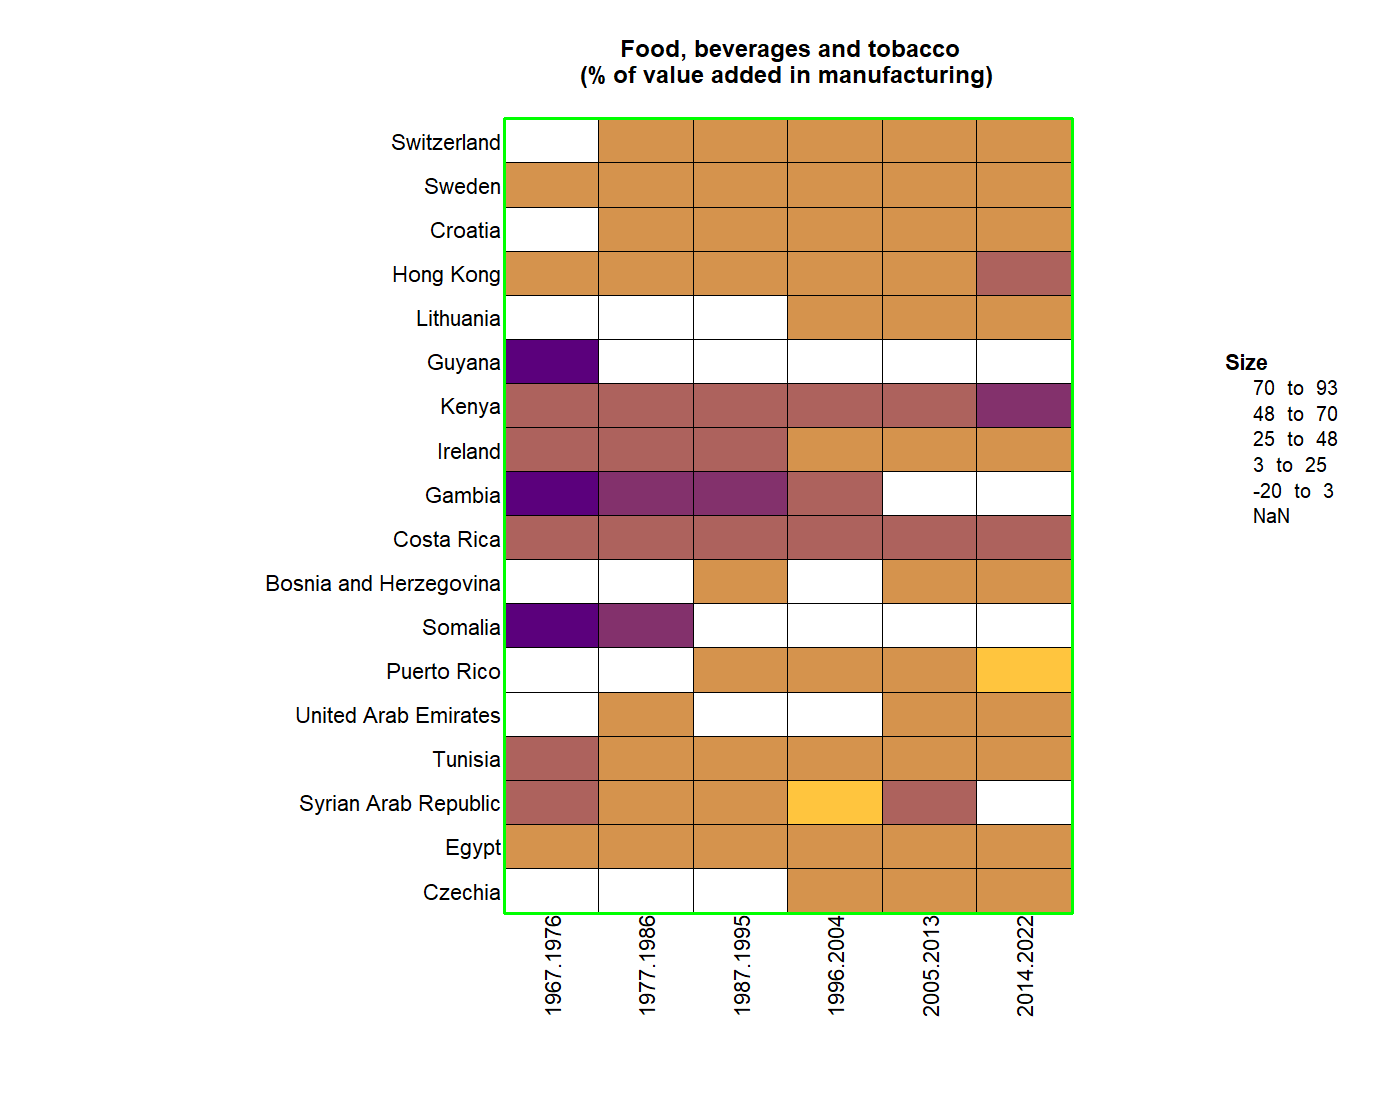 Food, beverages and tobacco
(% of value added in manufacturing)
Switzerland
Sweden
Croatia
Hong Kong
Lithuania
Guyana
Kenya
Ireland
Gambia
Costa Rica
Bosnia and Herzegovina
Somalia
Puerto Rico
United Arab Emirates
Tunisia
Syrian Arab Republic
Egypt
Czechia
1967.1976
1977.1986
1987.1995
1996.2004
2005.2013
2014.2022
Size
70 to 93
48 to 70
25 to 48
3 to 25
-20 to 3
NaN